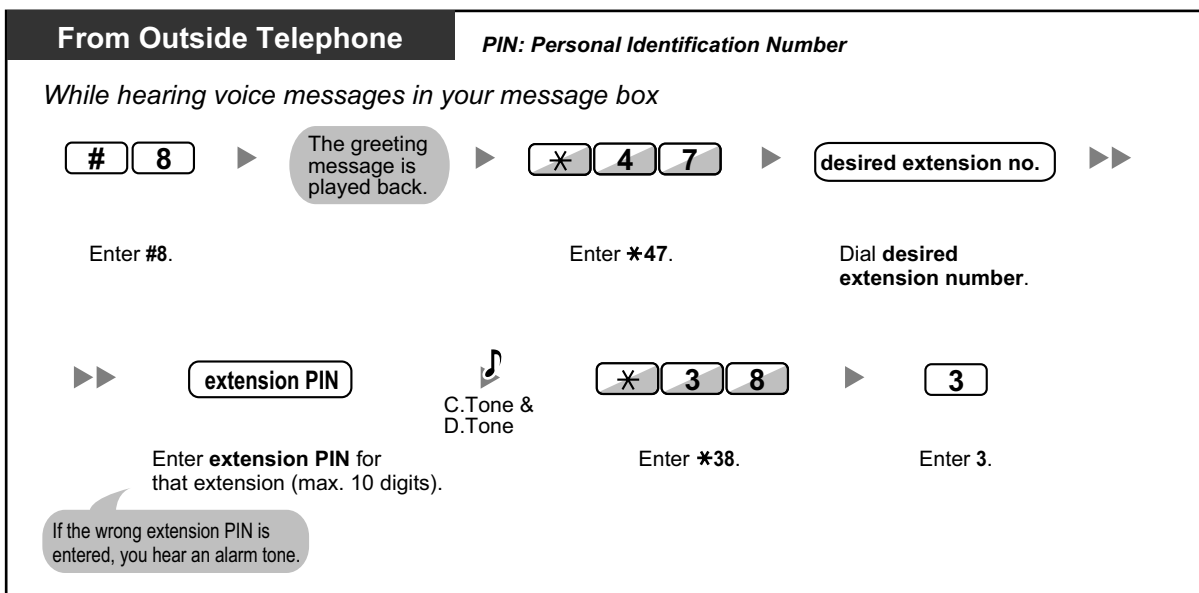 From Outside Telephone
PIN: Personal Identification Number
While hearing voice messages in your message box
# 8
The greeting
message is
played back.
* 4 7
desired extension no.
Enter #8.
Enter *47.
Dial desired
extension number.
extension PIN
C.Tone &
D.Tone
* 3 8
3
Enter extension PIN for
that extension (max. 10 digits).
Enter *38.
Enter 3.
If the wrong extension PIN is
entered, you hear an alarm tone.